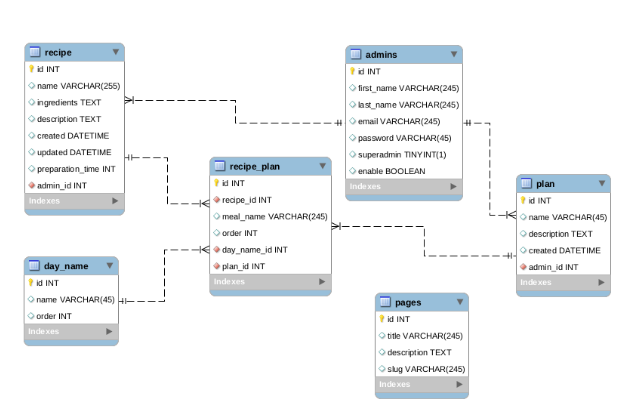 recipe
id INT
name VARCHAR(255)
ingredients TEXT
description TEXT
created DATETIME
updated DATETIME
preparation_time INT
admin_id INT
Indexes
admins
id INT
first_name VARCHAR(245)
last_name VARCHAR(245)
email VARCHAR(245)
password VARCHAR(45)
superadmin TINYINT(1)
enable BOOLEAN
Indexes
recipe_plan
id INT
recipe_id INT
meal_name VARCHAR(245)
order INT
day_name_id INT
plan_id INT
Indexes
plan
id INT
name VARCHAR(45)
description TEXT
created DATETIME
admin_id INT
Indexes
day_name
id INT
name VARCHAR(45)
order INT
Indexes
pages
id INT
title VARCHAR(245)
description TEXT
slug VARCHAR(245)
Indexes